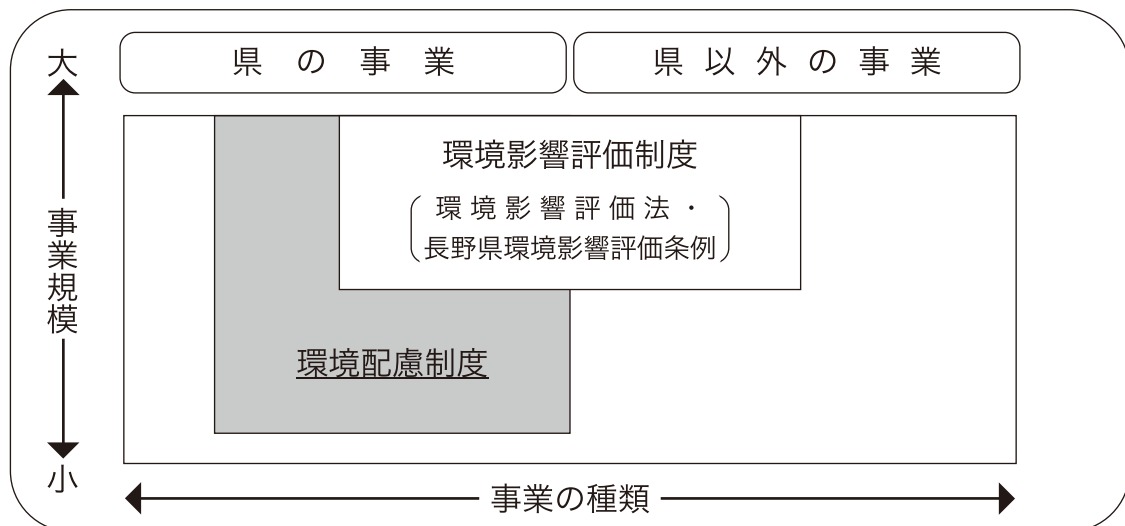 県の事業
県以外の事業
大
事業規模
小
環境影響評価制度
環境影響評価法・
長野県環境影響評価条例
環境配慮制度
事業の種類